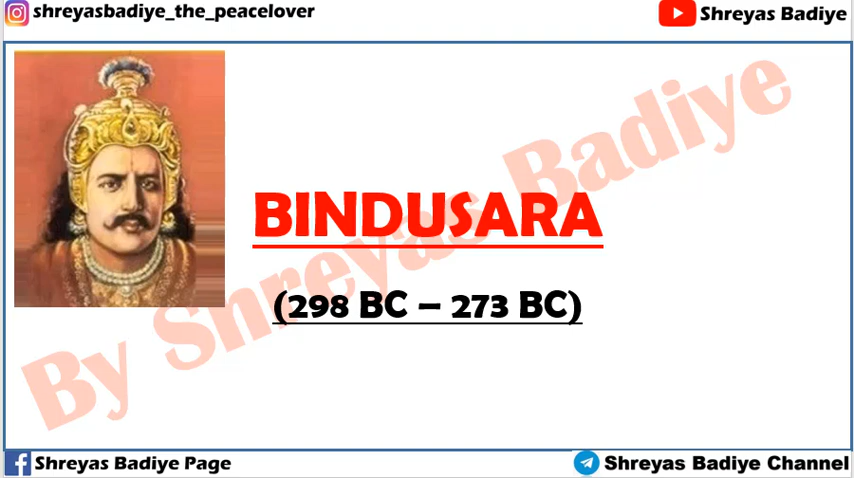 shreyasbadiye_the_peacelover
Shreyas Badiye
By Shreyas Badiye
BINDUSARA
(298 BC – 273 BC)
Shreyas Badiye Page
Shreyas Badiye Channel